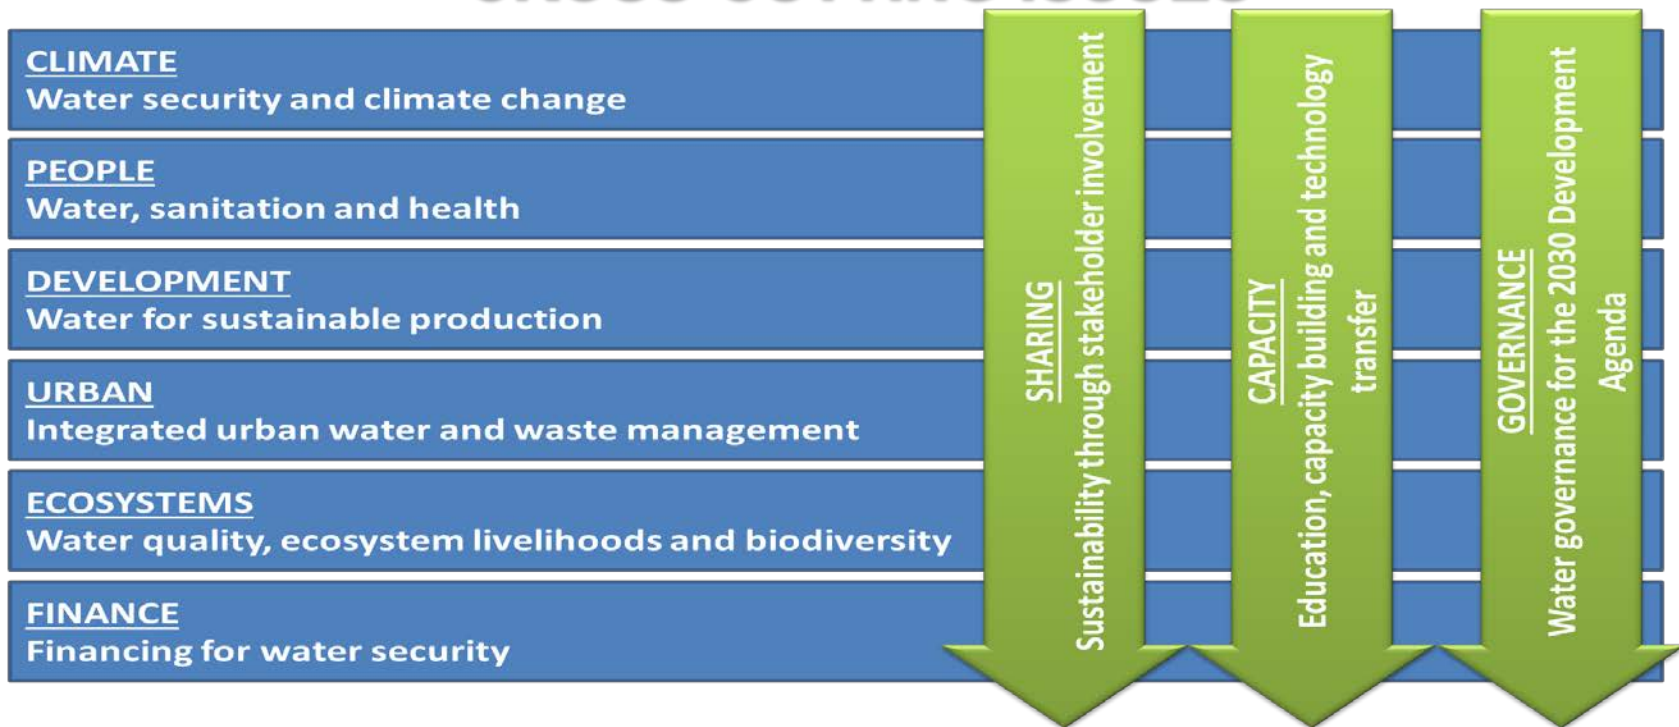 CLIMATE
Water security and climate change
PEOPLE
Water, sanitation and health
DEVELOPMENT
Water for sustainable production
URBAN
Integrated urban water and waste management
ECOSYSTEMS
Water quality, ecosystem livelihoods and biodiversity
FINANCE
Financing for water security
SHARING
Sustainability through stakeholder involvement
CAPACITY
Education, capacity building and technology
transfer
GOVERNANCE
Water governance for the 2030 Development
Agenda